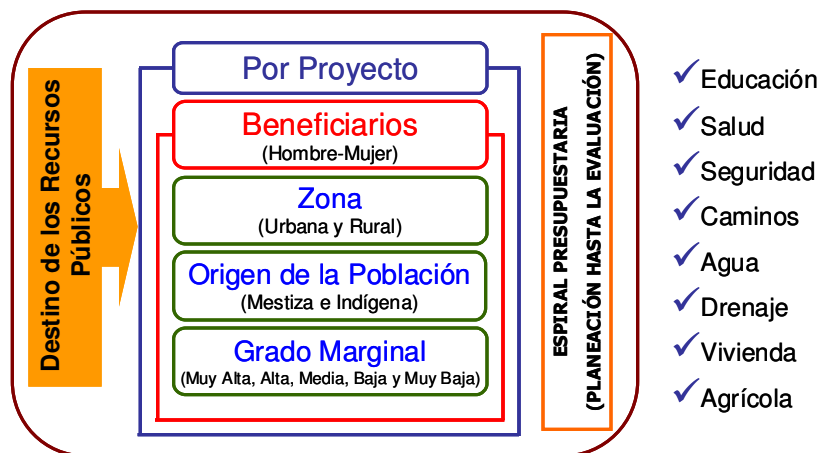 Destino de los Recursos
Públicos
Por Proyecto
Beneficiarios
(Hombre-Mujer)
Zona
(Urbana y Rural)
Origen de la Población
(Mestiza e Indígena)
Grado Marginal
(Muy Alta, Alta, Media, Baja y Muy Baja)
ESPIRAL PRESUPUESTARIA
(PLANEACIÓN HASTA LA EVALUACIÓN)
Educación
Salud
Seguridad
Caminos
Agua
Drenaje
Vivienda
Agrícola